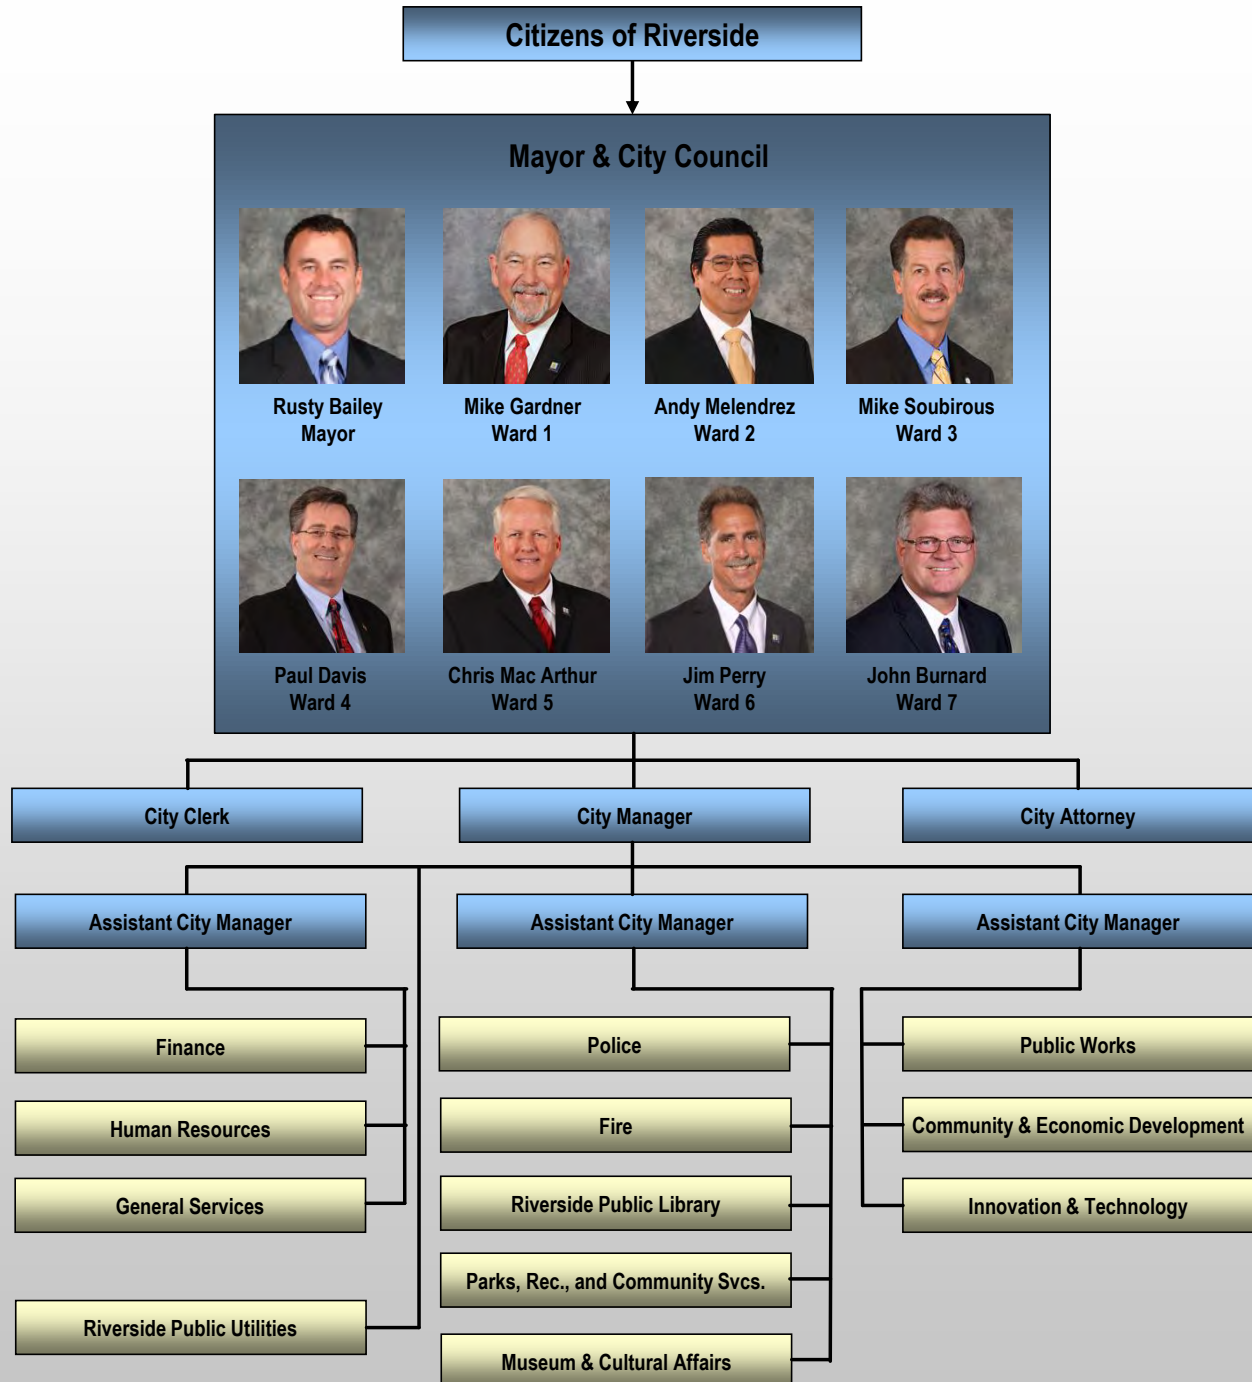 Citizens of Riverside
Mayor & City Council
Rusty Bailey
Mayor
Mike Gardner
Ward 1
Andy Melendrez
Ward 2
Mike Soubirous
Ward 3
Paul Davis
Ward 4
Chris Mac Arthur
Ward 5
Jim Perry
Ward 6
John Burnard
Ward 7
City Clerk
City Manager
City Attorney
Assistant City Manager
Assistant City Manager
Assistant City Manager
Finance
Human Resources
General Services
Riverside Public Utilities
Police
Fire
Riverside Public Library
Parks, Rec., and Community Svcs.
Museum & Cultural Affairs
Public Works
Community & Economic Development
Innovation & Technology